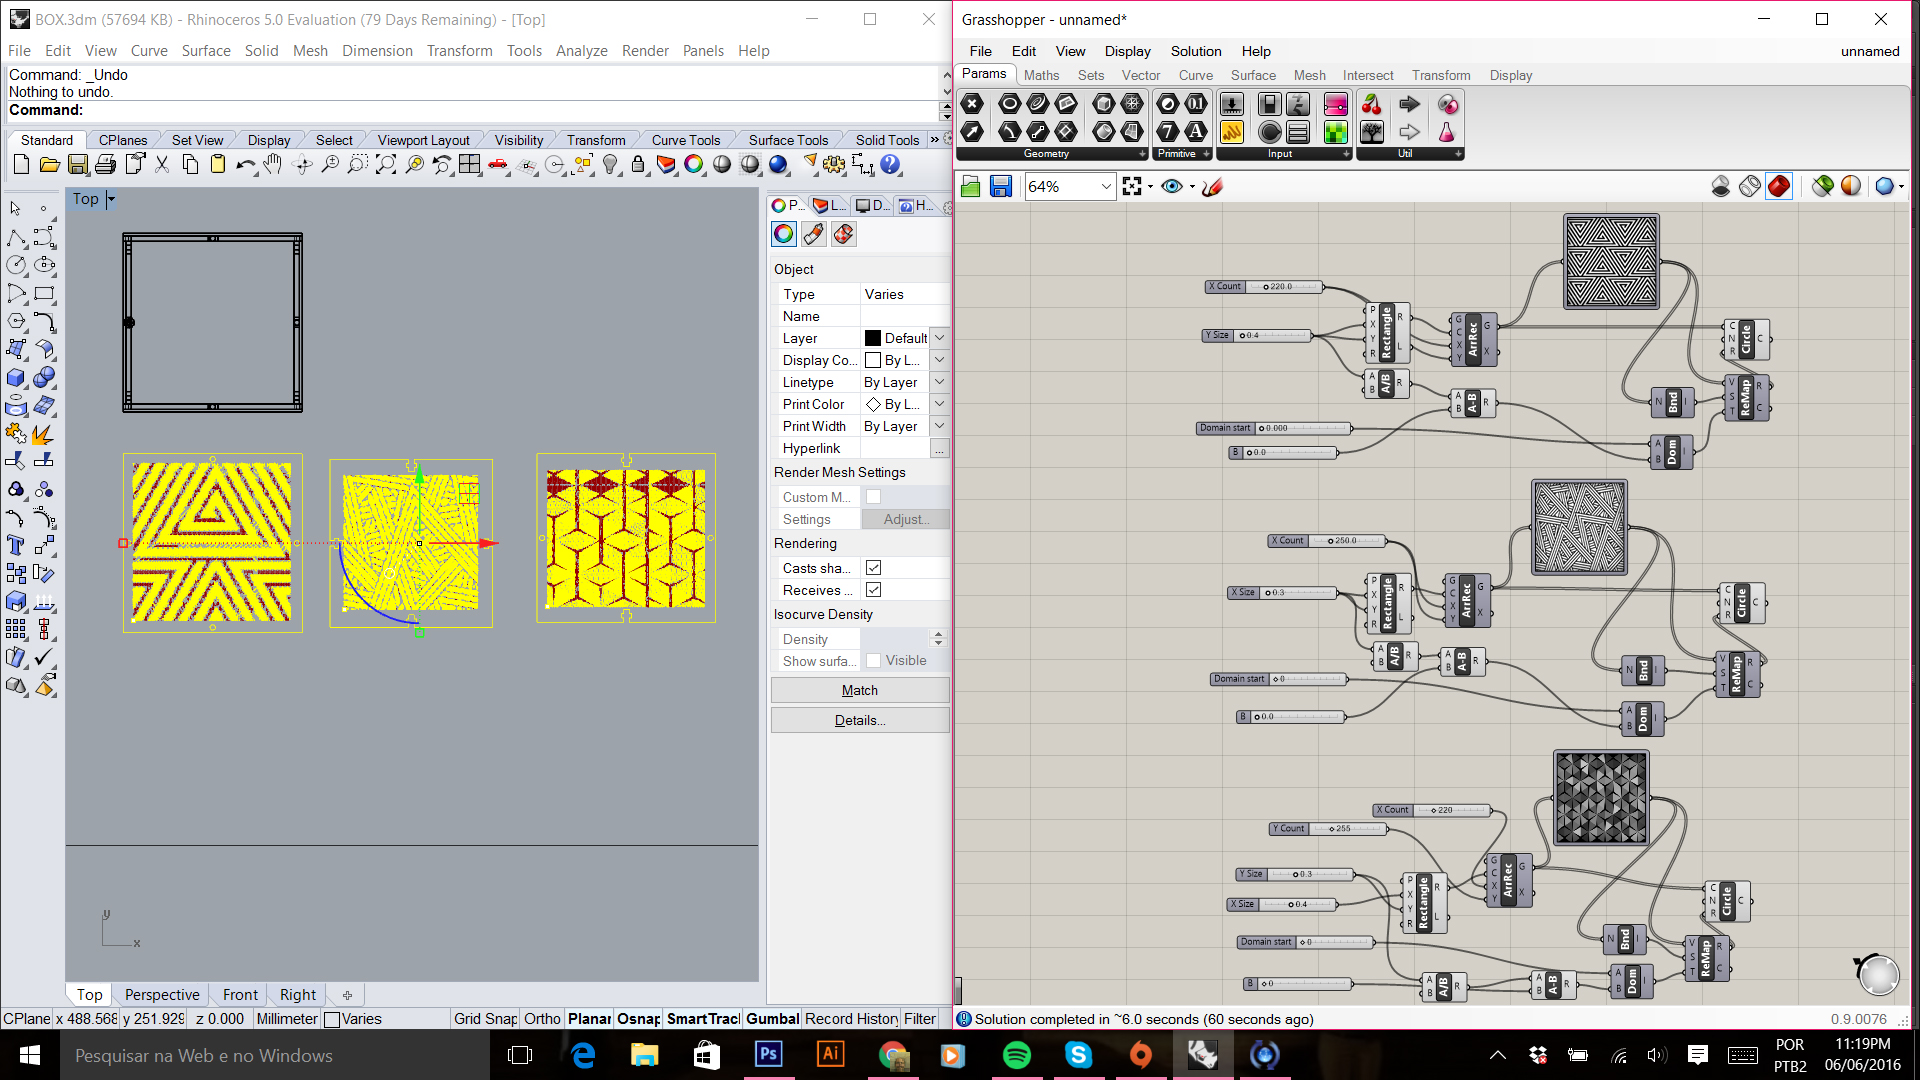 BOX.3dm (57694 KB) - Rhinoceros 5.0 Evaluation (79 Days Remaining) - [Top]
File Edit View Curve Surface Solid Mesh Dimension Transform Tools Analyze Render Panels Help
Command: _Undo
Nothing to undo.
Command:
Standard CPlanes Set View Display Select Viewport Layout Visibility Transform Curve Tools Surface Tools Solid Tools »
Top
P... L... D... H...
Object
Type Varies
Name
Layer Default
Display Co... By L...
Linetype By Layer
Print Color By L...
Print Width By Layer
Hyperlink ...
Render Mesh Settings
Custom M...
Settings Adjust...
Rendering
Casts sha...
Receives ...
Isocurve Density
Density
Show surfa... Visible
Match
Details...
y
x
Top Perspective Front Right
CPlane x 488.568 y 251.929 z 0.000 Millimeter Varies Grid Snap Ortho Planar Osnap SmartTrack Gumbal Record History Filter
Grasshopper - unnamed*
File Edit View Display Solution Help unnamed
Params Maths Sets Vector Curve Surface Mesh Intersect Transform Display
Geometry Primitive Input Util
64%
X Count 220.0
Y Size 0.4
P X Y R Rectangle R L
G C X Y ArrRec G X
A B A/B R
A B A-B R
Domain start 0.000
B 0.0
C N R Circle C
N Bnd I
V S T ReMap R C
A B Dom I
X Count 250.0
X Size 0.3
P X Y R Rectangle R L
G C X Y ArrRec G X
A B A/B R
A B A-B R
Domain start 0
B 0.0
C N R Circle C
N Bnd I
V S T ReMap R C
A B Dom I
X Count 220
Y Count 255
Y Size 0.3
X Size 0.4
P X Y R Rectangle R L
G C X Y ArrRec G X
Domain start 0
B 0
A B A/B R
A B A-B R
C N R Circle C
N Bnd I
V S T ReMap R C
A B Dom I
Solution completed in ~6.0 seconds (60 seconds ago) 0.9.0076
Pesquisar na Web e no Windows
Ps
Ai
POR
PTB2
11:19PM
06/06/2016